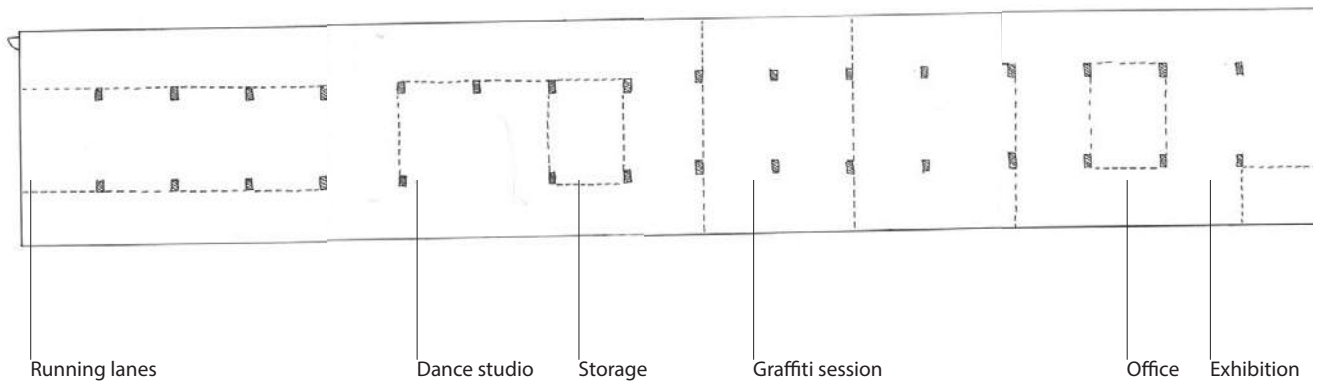 Running lanes
Dance studio
Storage
Graffiti session
Office
Exhibition